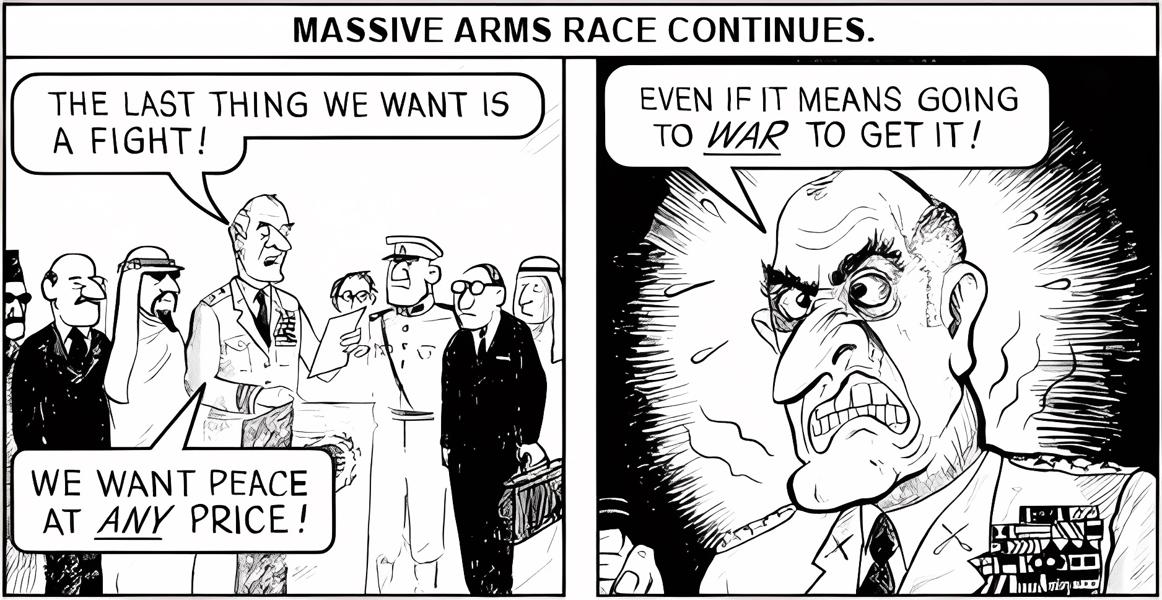 MASSIVE ARMS RACE CONTINUES.
THE LAST THING WE WANT IS
A FIGHT!
WE WANT PEACE
AT ANY PRICE!
EVEN IF IT MEANS GOING
TO WAR TO GET IT!